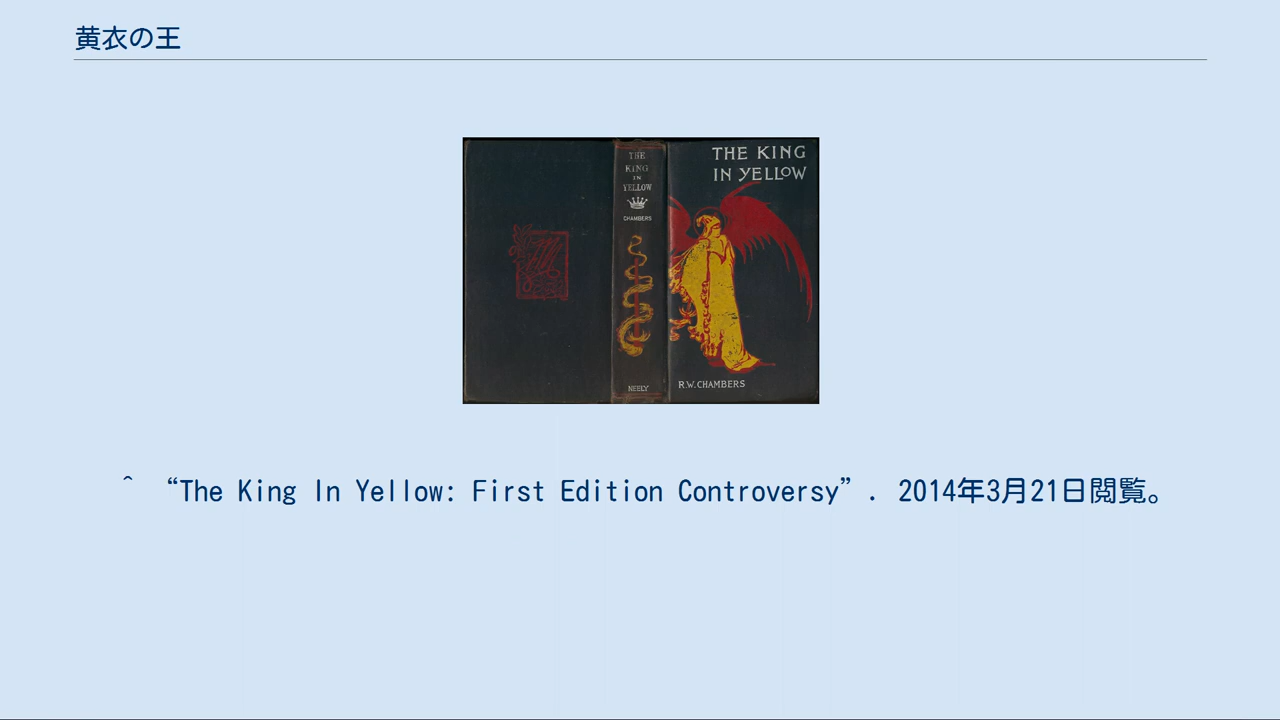 黄衣の王
THE
KING
IN
YELLOW
CHAMBERS
NEELY
THE KING
IN YELLOW
R.W.CHAMBERS
^ “The King In Yellow: First Edition Controversy”. 2014年3月21日閲覧。